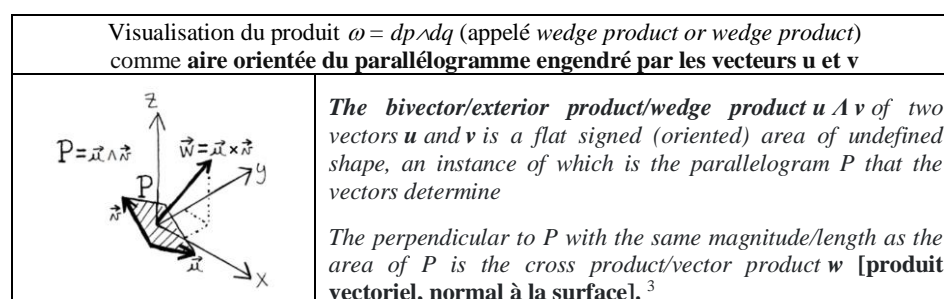 Visualisation du produit ω = dp∧dq (appelé wedge product or wedge product)
comme aire orientée du parallélogramme engendré par les vecteurs u et v
z
P=u⃗∧v⃗
w⃗=u⃗×v⃗
y
P
v⃗
u⃗
x
The bivector/exterior product/wedge product u Λ v of two
vectors u and v is a flat signed (oriented) area of undefined
shape, an instance of which is the parallelogram P that the
vectors determine
The perpendicular to P with the same magnitude/length as the
area of P is the cross product/vector product w [produit
vectoriel, normal à la surface]. 3